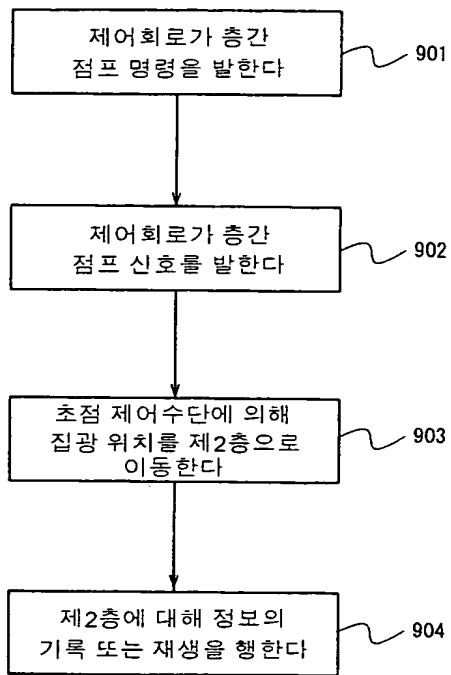 제어회로가 층간
점프 명령을 발한다
901
제어회로가 층간
점프 신호를 발한다
902
초점 제어수단에 의해
집광 위치를 제2층으로
이동한다
903
제2층에 대해 정보의
기록 또는 재생을 행한다
904